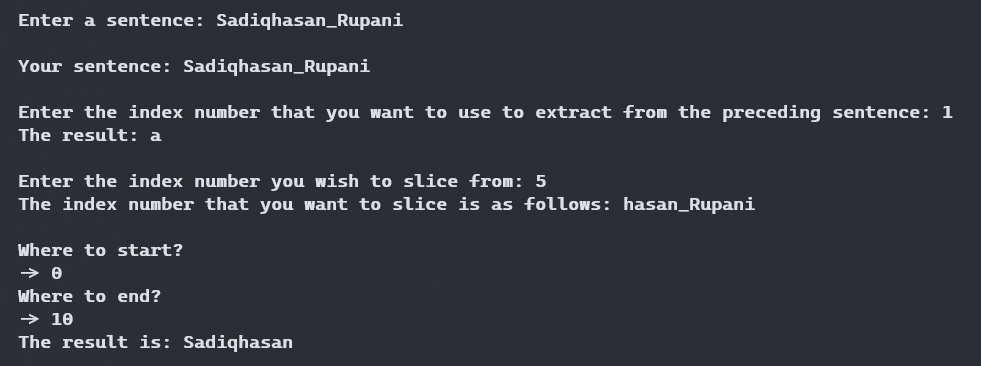 Enter a sentence: Sadiqhasan_Rupani
Your sentence: Sadiqhasan_Rupani
Enter the index number that you want to use to extract from the preceding sentence: 1
The result: a
Enter the index number you wish to slice from: 5
The index number that you want to slice is as follows: hasan_Rupani
Where to start?
-> 0
Where to end?
-> 10
The result is: Sadiqhasan